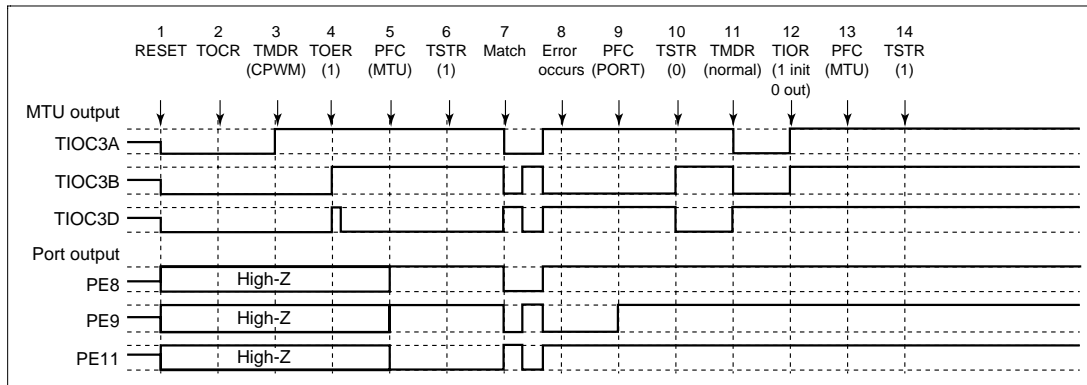 1 2 3 4 5 6 7 8 9 10 11 12 13 14
RESET TOCR TMDR TOER PFC TSTR Match Error PFC TSTR TMDR TIOR PFC TSTR
(CPWM) (1) (MTU) (1) occurs (PORT) (0) (normal) (1 init (MTU) (1)
0 out)
MTU output
TIOC3A
TIOC3B
TIOC3D
Port output
PE8 High-Z
PE9 High-Z
PE11 High-Z